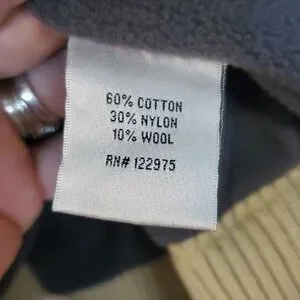 60% COTTON
30% NYLON
10% WOOL
RN# 122975